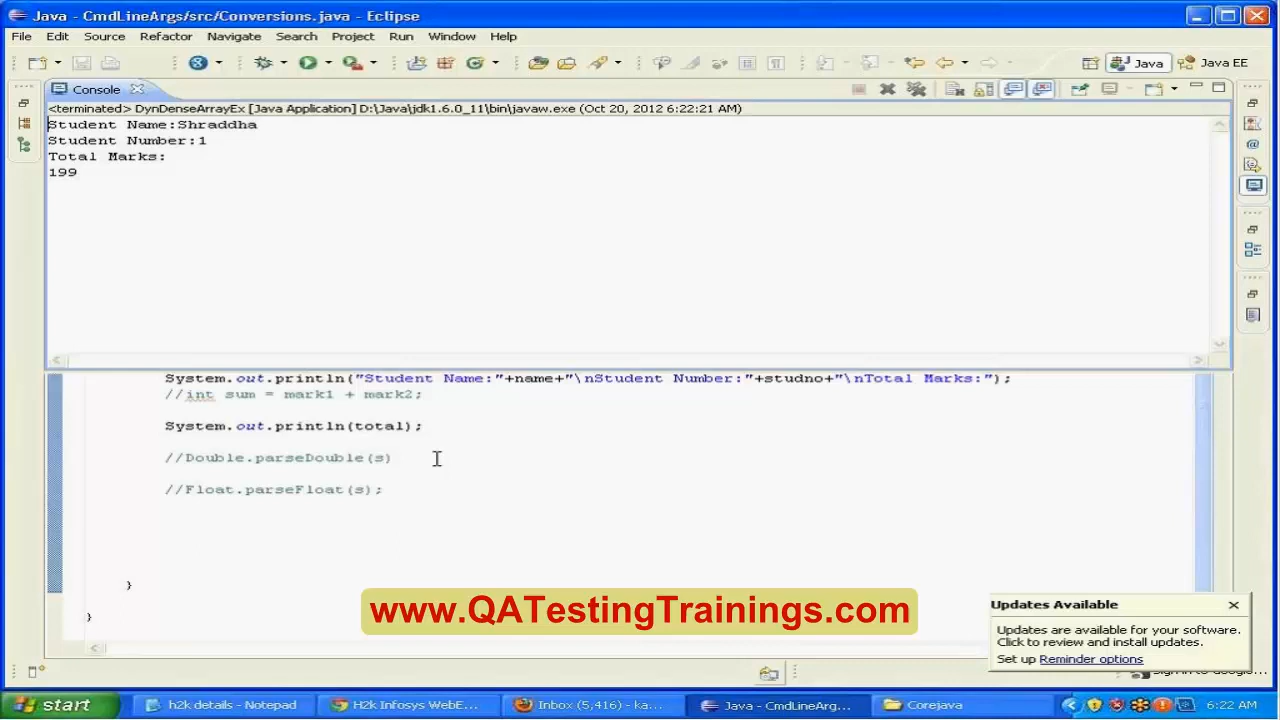 Java - CmdLineArgs/src/Conversions.java - Eclipse
File Edit Source Refactor Navigate Search Project Run Window Help
Java Java EE
Console
<terminated> DynDenseArrayEx [Java Application] D:\Java\jdk1.6.0_11\bin\javaw.exe (Oct 20, 2012 6:22:21 AM)
Student Name:Shraddha
Student Number:1
Total Marks:
199
System.out.println("Student Name:"+name+"\nStudent Number:"+studno+"\nTotal Marks:");
//int sum = mark1 + mark2;
System.out.println(total);
//Double.parseDouble(s)
//Float.parseFloat(s);
}
}
www.QATestingTrainings.com
Updates Available
Updates are available for your software.
Click to review and install updates.
Set up Reminder options
start h2k details - Notepad H2k Infosys WebE... Inbox (5,416) - ka... Java - CmdLineArg... Corejava 6:22 AM